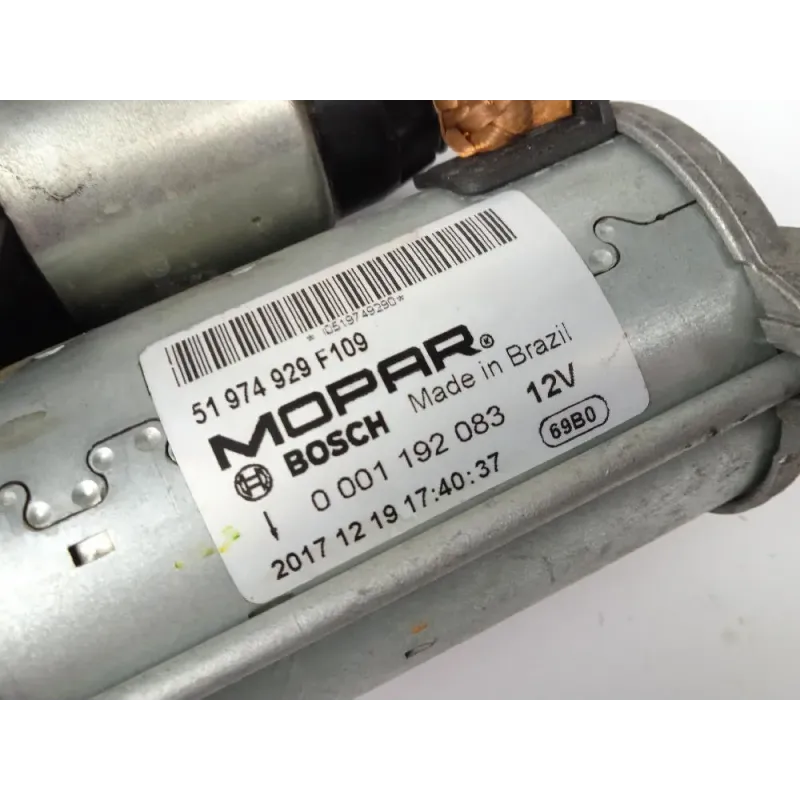 *I0519749290*
51 974 929 F109
MOPAR®
Made in Brazil
BOSCH
0 001 192 083 12V
2017 12 19 17:40:37
69B0